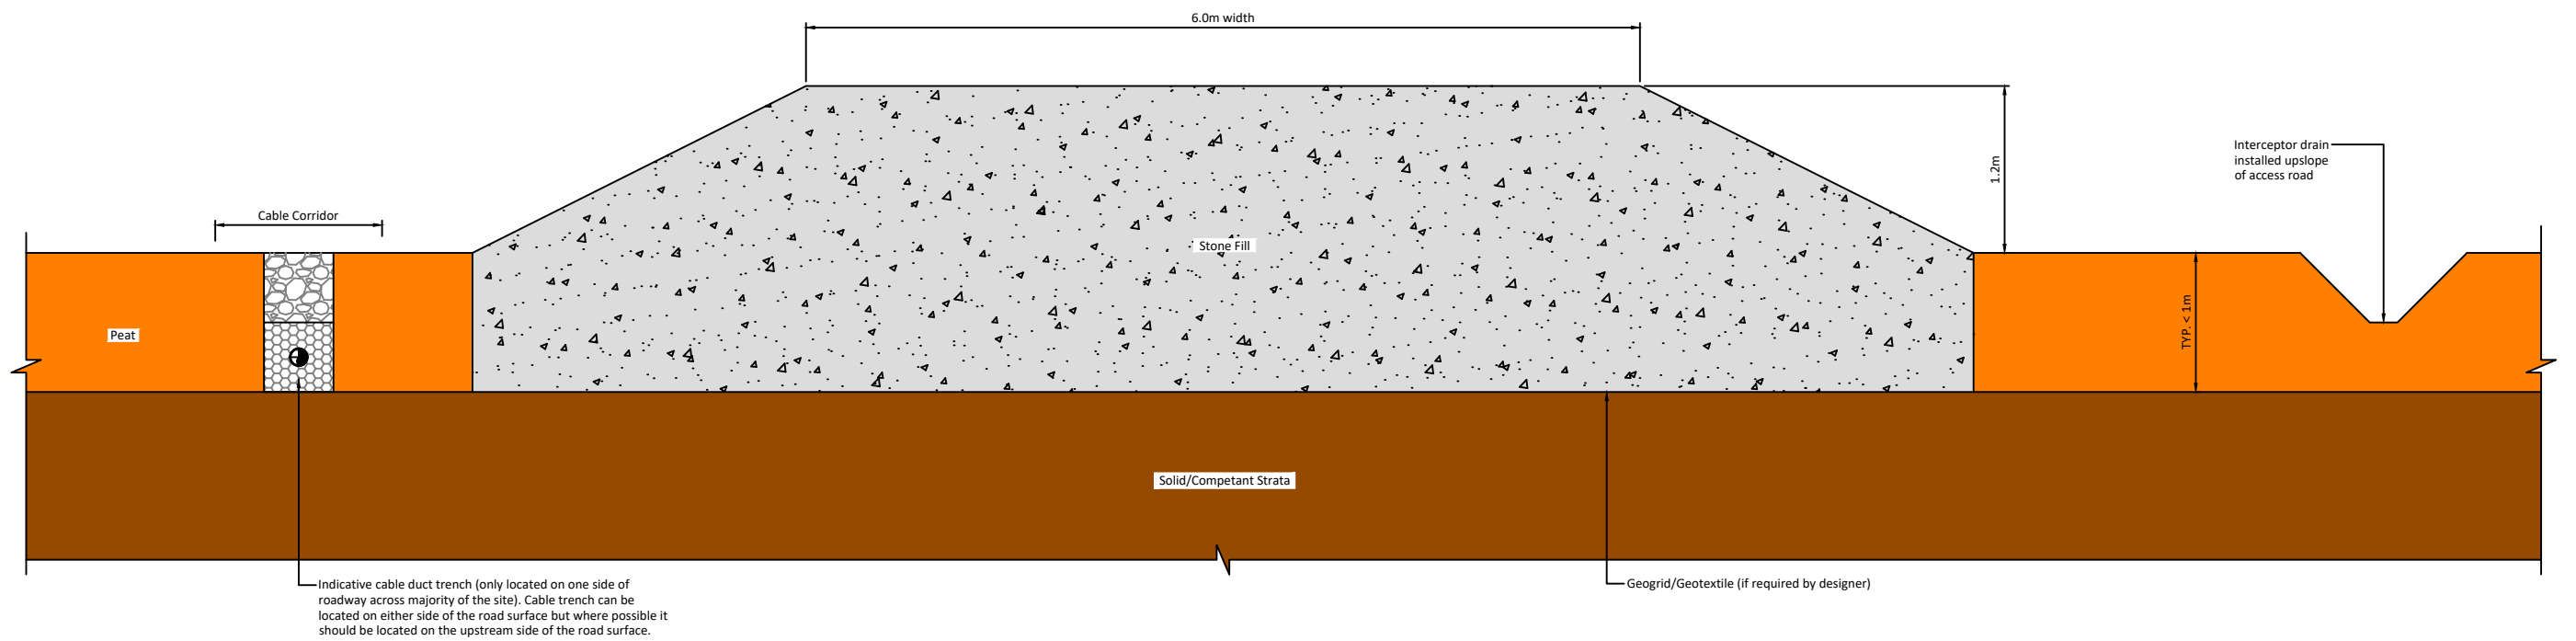 6.0m width
1.2m
Interceptor drain
installed upslope
of access road
Cable Corridor
Stone Fill
Peat
TYP. < 1m
Solid/Competant Strata
Indicative cable duct trench (only located on one side of
roadway across majority of the site). Cable trench can be
located on either side of the road surface but where possible it
should be located on the upstream side of the road surface.
Geogrid/Geotextile (if required by designer)